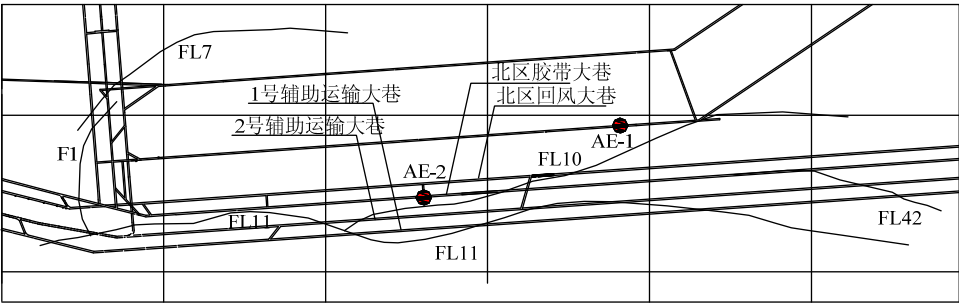 FL7
北区胶带大巷
1号辅助运输大巷
北区回风大巷
2号辅助运输大巷
AE-1
F1
FL10
AE-2
FL11
FL42
FL11